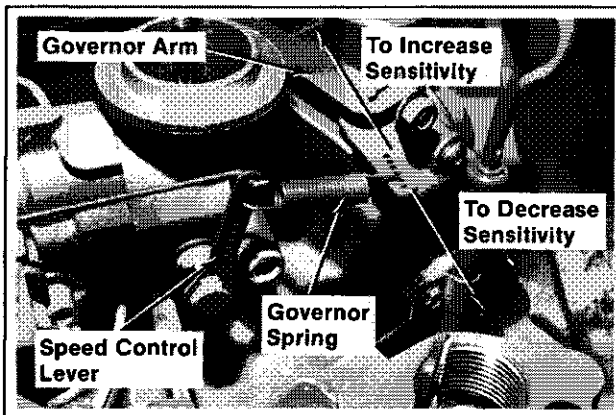 Governor Arm
To Increase
Sensitivity
To Decrease
Sensitivity
Governor
Spring
Speed Control
Lever